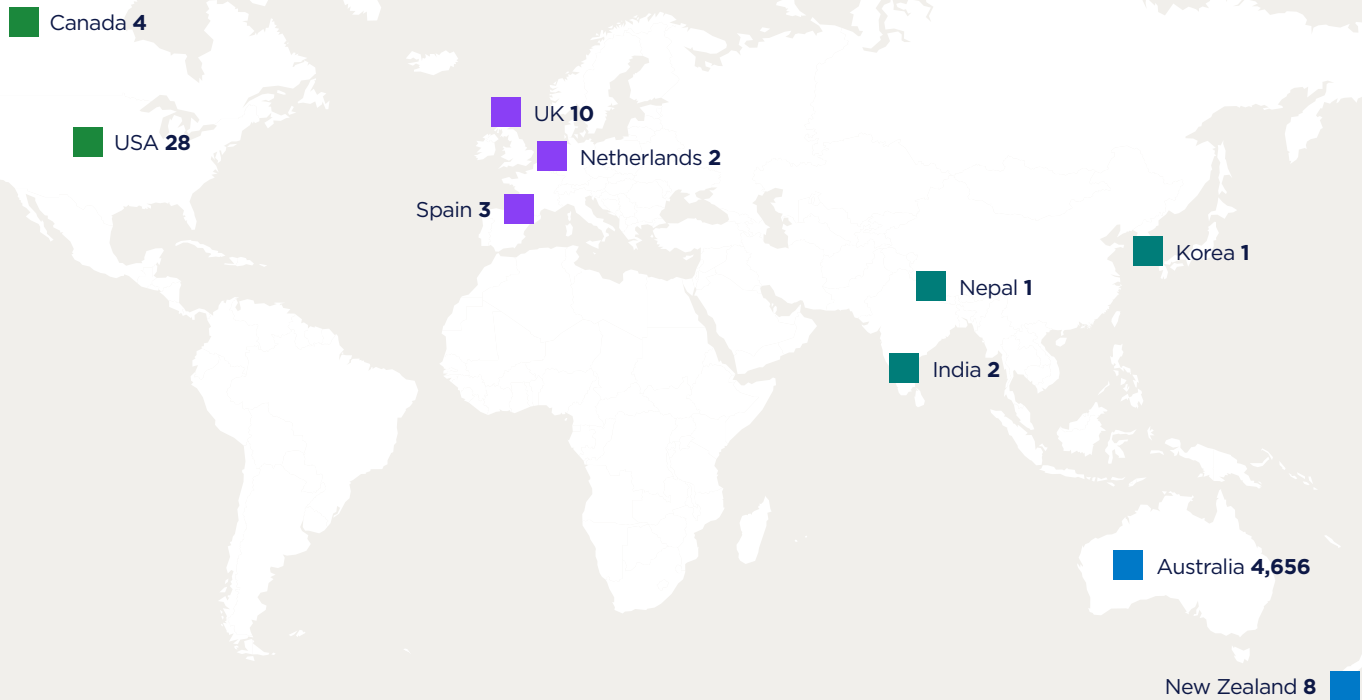 Canada 4
UK 10
USA 28
Netherlands 2
Spain 3
Korea 1
Nepal 1
India 2
Australia 4,656
New Zealand 8